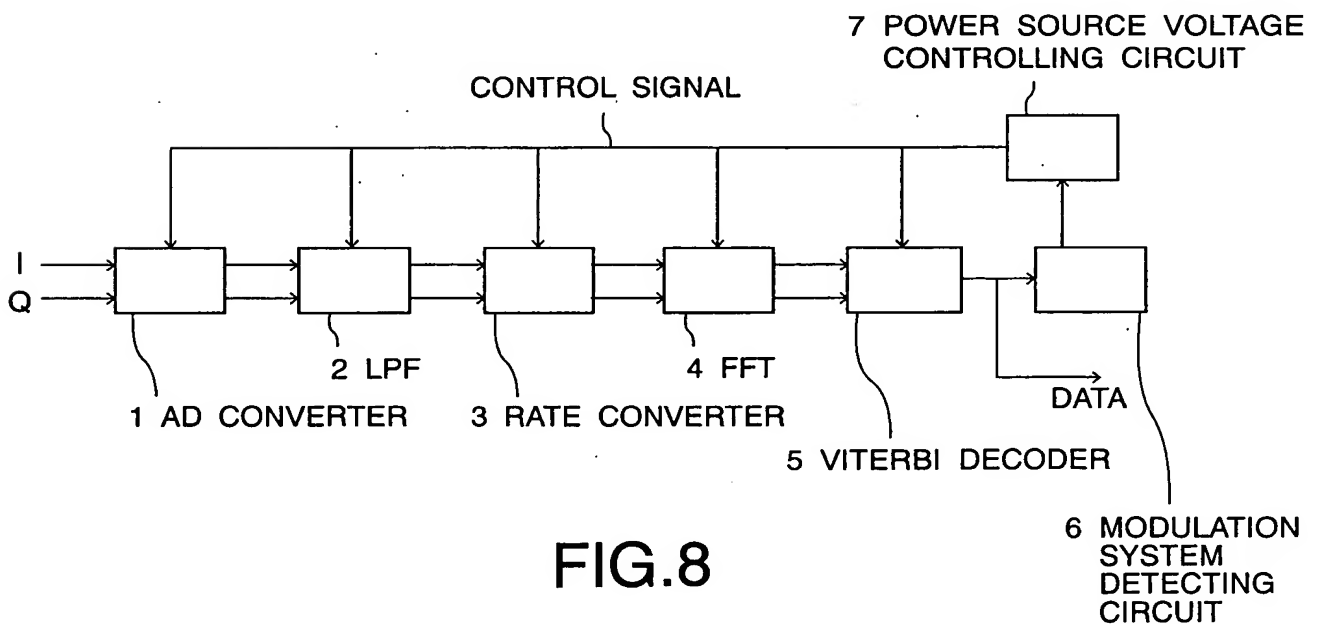 7 POWER SOURCE VOLTAGE
CONTROLLING CIRCUIT
CONTROL SIGNAL
I
Q
2 LPF
4 FFT
DATA
1 AD CONVERTER
3 RATE CONVERTER
5 VITERBI DECODER
6 MODULATION
SYSTEM
DETECTING
CIRCUIT
FIG.8